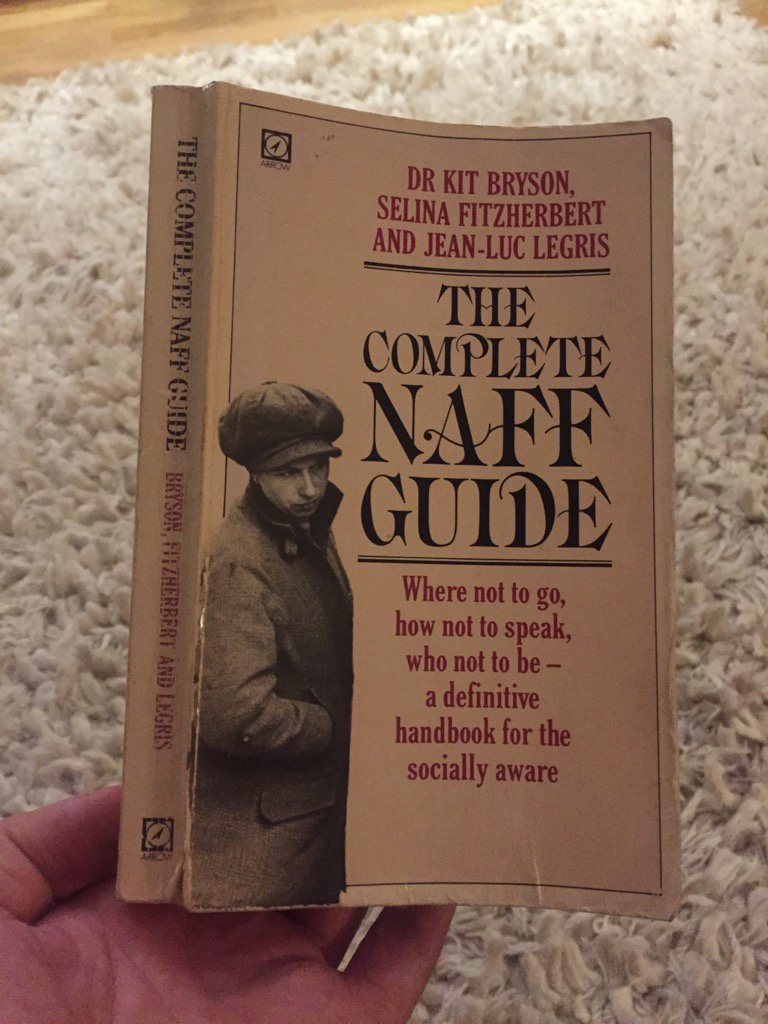 THE COMPLETE NAFF GUIDE
BRYSON, FITZHERBERT AND LEGRIS
ARROW
ARROW
DR KIT BRYSON,
SELINA FITZHERBERT
AND JEAN-LUC LEGRIS
THE
COMPLETE
NAFF
GUIDE
Where not to go,
how not to speak,
who not to be –
a definitive
handbook for the
socially aware